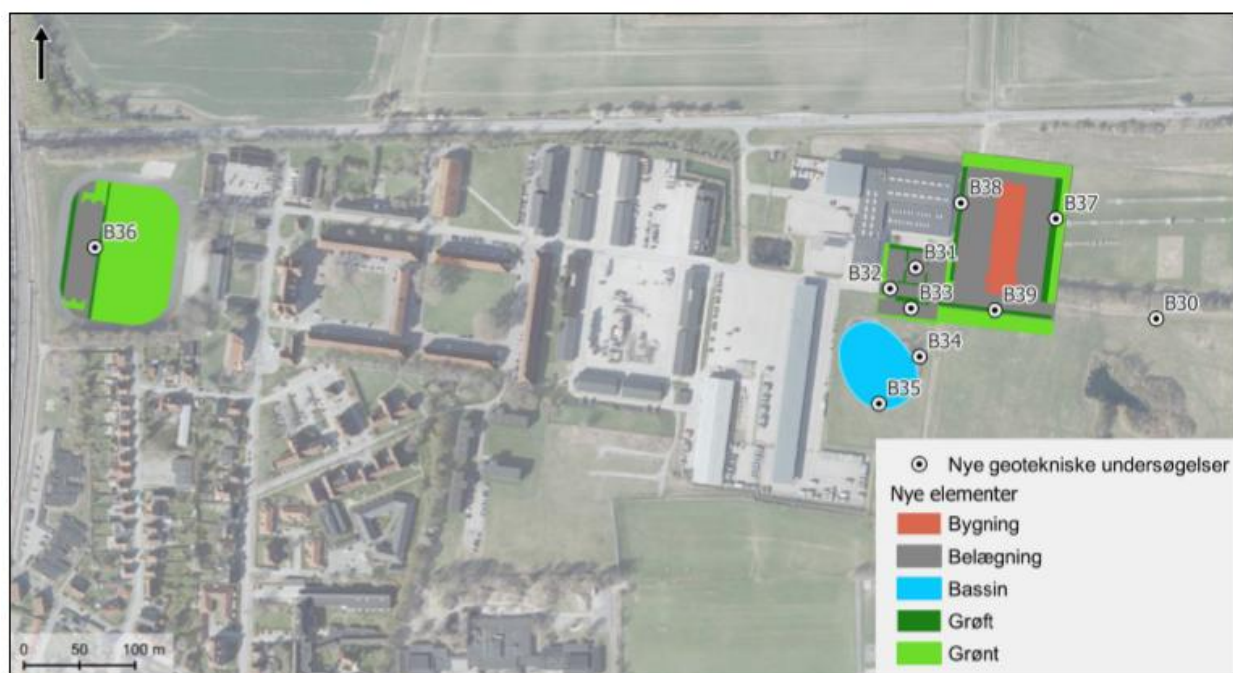 B38
B37
B36
B31
B32
B33
B39
B30
B34
B35
Nye geotekniske undersøgelser
Nye elementer
Bygning
Belægning
Bassin
Grøft
Grønt
0 50 100 m